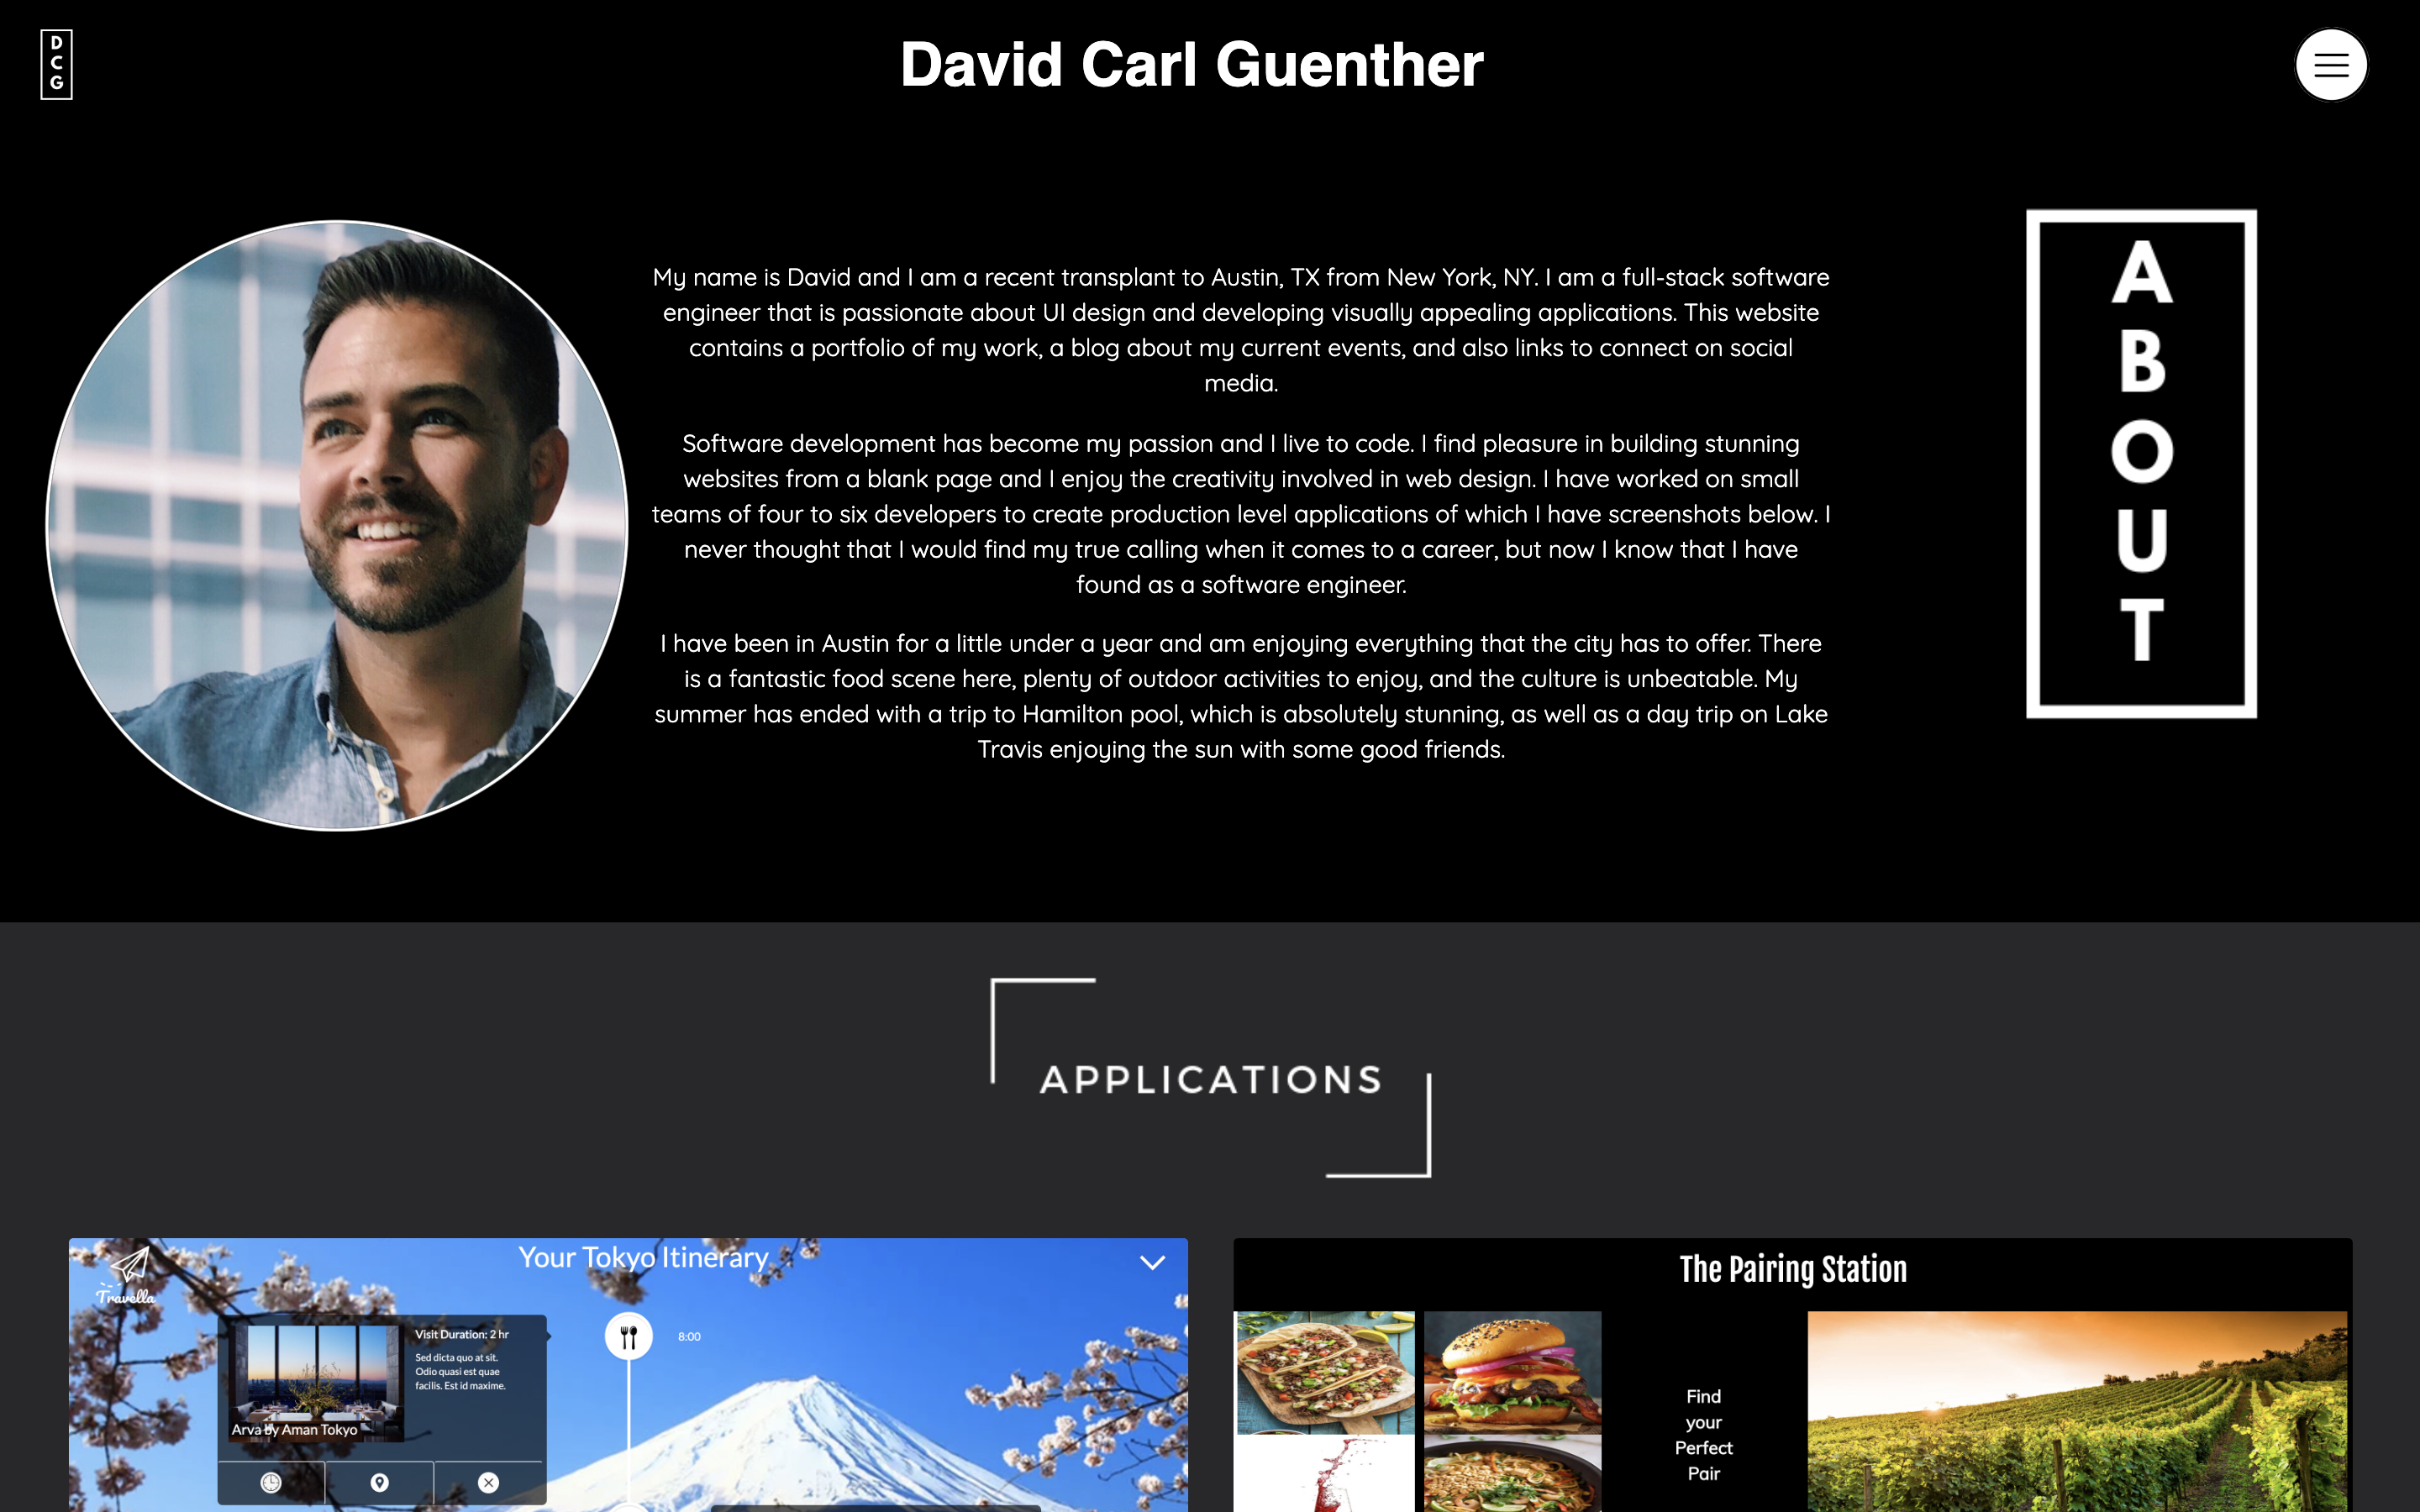 D
C
G
David Carl Guenther
My name is David and I am a recent transplant to Austin, TX from New York, NY. I am a full-stack software
engineer that is passionate about UI design and developing visually appealing applications. This website
contains a portfolio of my work, a blog about my current events, and also links to connect on social
media.
Software development has become my passion and I live to code. I find pleasure in building stunning
websites from a blank page and I enjoy the creativity involved in web design. I have worked on small
teams of four to six developers to create production level applications of which I have screenshots below. I
never thought that I would find my true calling when it comes to a career, but now I know that I have
found as a software engineer.
I have been in Austin for a little under a year and am enjoying everything that the city has to offer. There
is a fantastic food scene here, plenty of outdoor activities to enjoy, and the culture is unbeatable. My
summer has ended with a trip to Hamilton pool, which is absolutely stunning, as well as a day trip on Lake
Travis enjoying the sun with some good friends.
A
B
O
U
T
APPLICATIONS
Travella
Your Tokyo Itinerary
Visit Duration: 2 hr
Sed dicta quo at sit.
Odio quasi est quae
facilis. Est id maxime.
Arva by Aman Tokyo
8:00
The Pairing Station
Find
your
Perfect
Pair